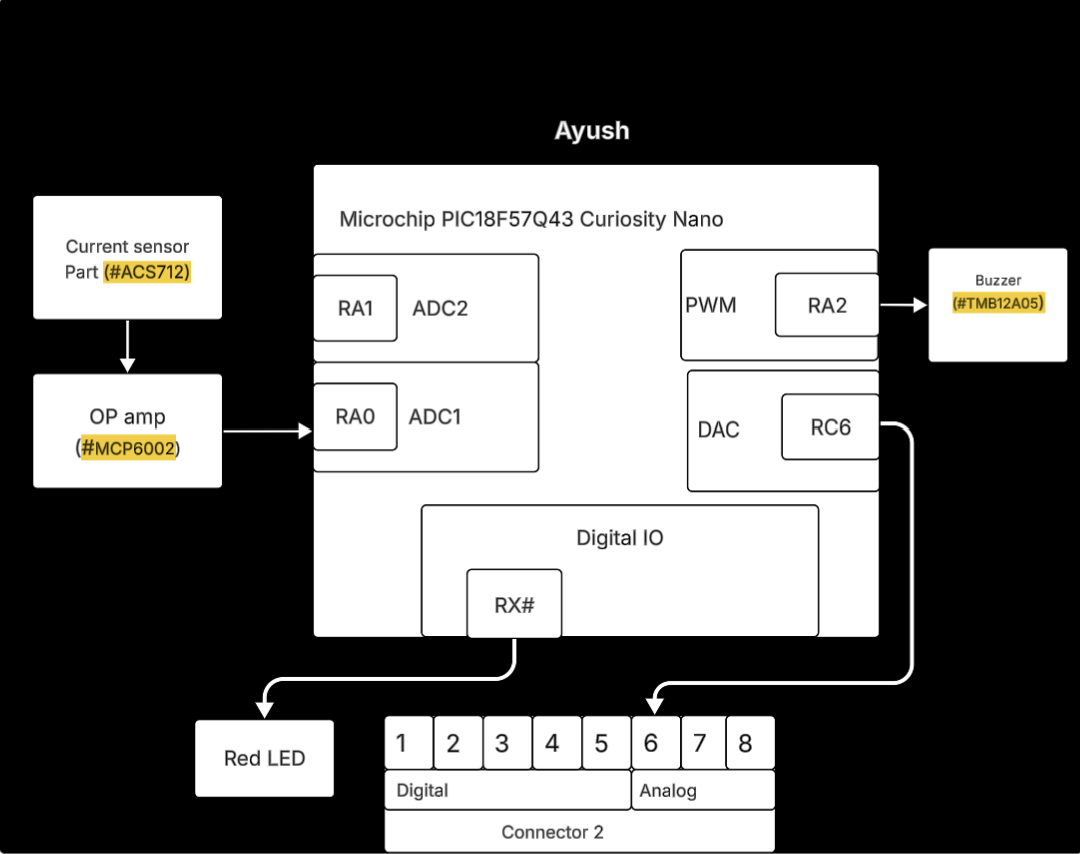 Ayush
Microchip PIC18F57Q43 Curiosity Nano
Current sensor
Part (#ACS712)
OP amp
(#MCP6002)
RA1
ADC2
RA0
ADC1
PWM
RA2
DAC
RC6
Buzzer
(#TMB12A05)
Digital IO
RX#
Red LED
1 2 3 4 5 6 7 8
Digital Analog
Connector 2